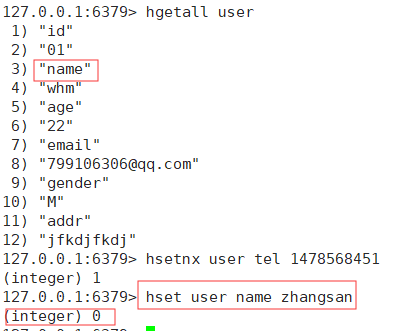 127.0.0.1:6379> hgetall user
1) "id"
2) "01"
3) "name"
4) "whm"
5) "age"
6) "22"
7) "email"
8) "799106306@qq.com"
9) "gender"
10) "M"
11) "addr"
12) "jfkdjfkdj"
127.0.0.1:6379> hsetnx user tel 1478568451
(integer) 1
127.0.0.1:6379> hset user name zhangsan
(integer) 0
127.0.0.1:6379>